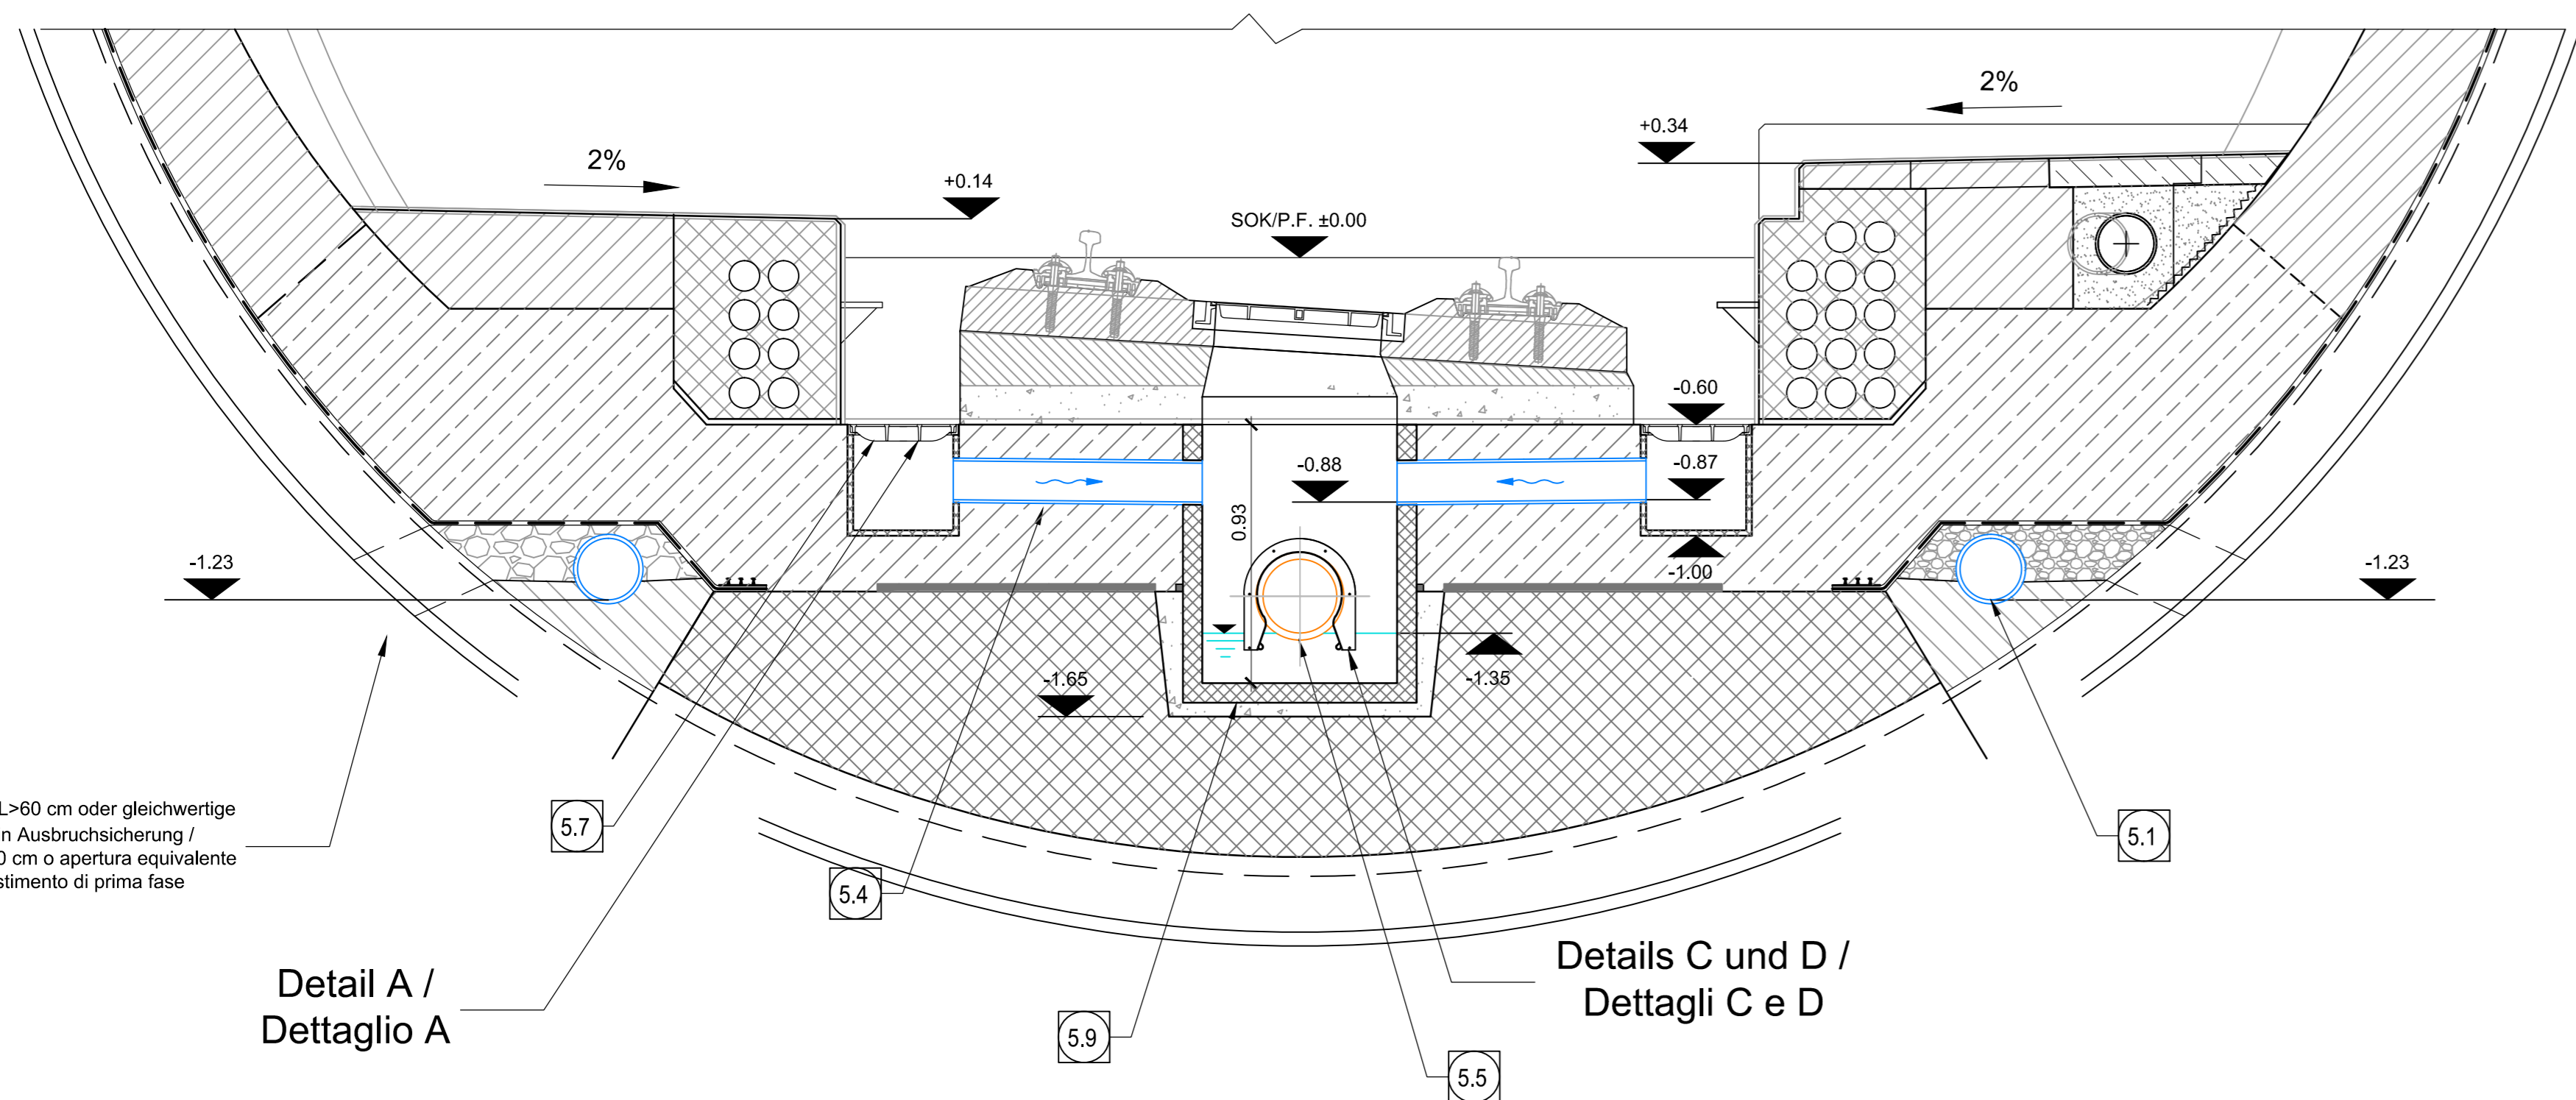 2%
2%
+0.34
+0.14
SOK/P.F. ±0.00
-0.60
-0.88
-0.87
0.93
-1.23
-1.00
-1.23
-1.65
-1.35
L>60 cm oder gleichwertige
n Ausbruchsicherung /
0 cm o apertura equivalente
stimento di prima fase
5.7
5.1
5.4
Detail A /
Dettaglio A
Details C und D /
Dettagli C e D
5.9
5.5